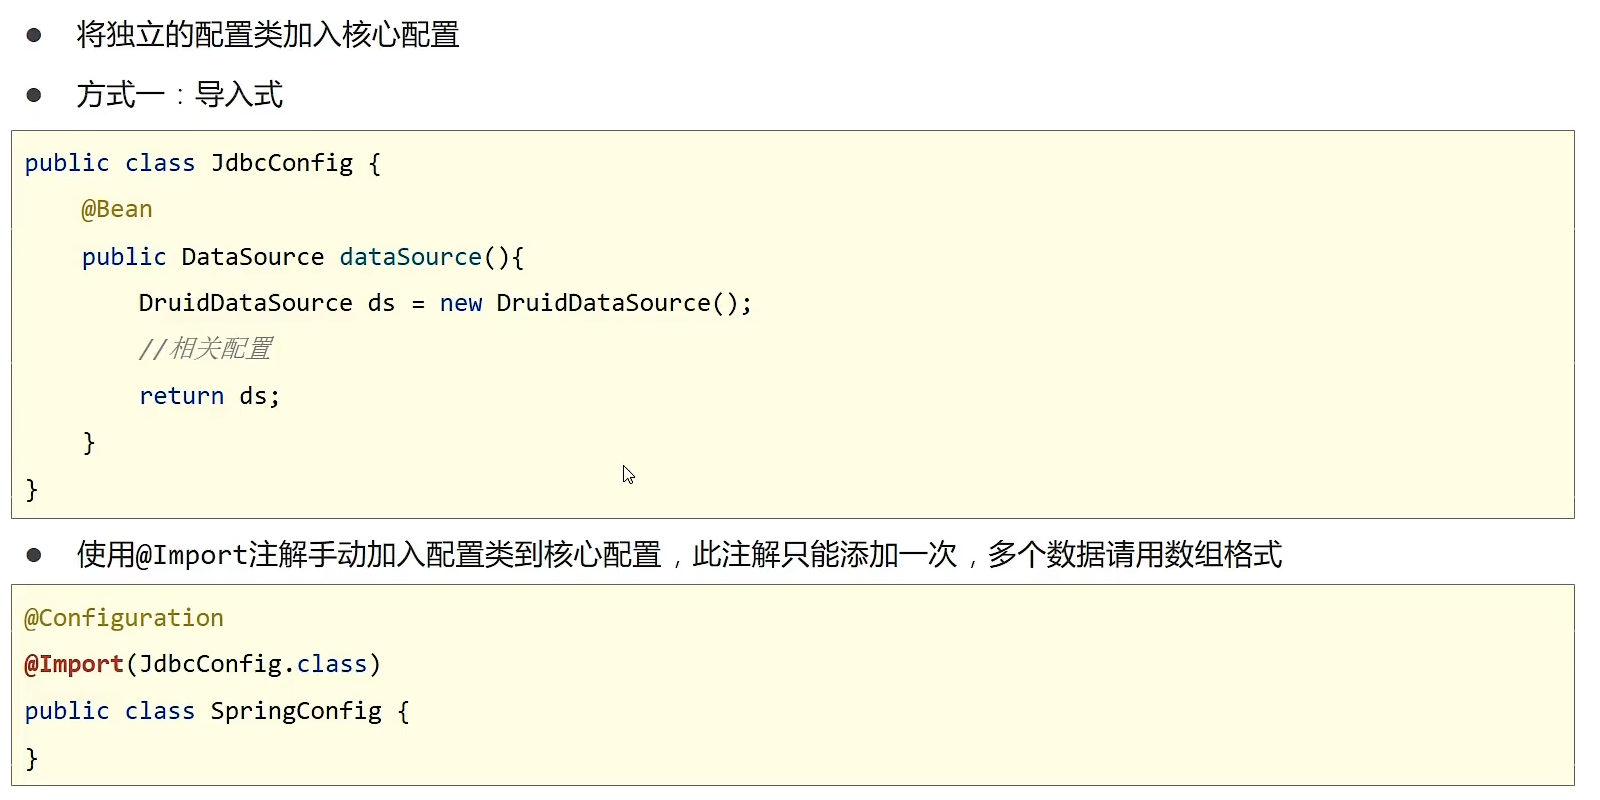 ● 将独立的配置类加入核心配置
● 方式一：导入式
public class JdbcConfig {
    @Bean
    public DataSource dataSource(){
        DruidDataSource ds = new DruidDataSource();
        //相关配置
        return ds;
    }
}
● 使用@Import注解手动加入配置类到核心配置，此注解只能添加一次，多个数据请用数组格式
@Configuration
@Import(JdbcConfig.class)
public class SpringConfig {
}